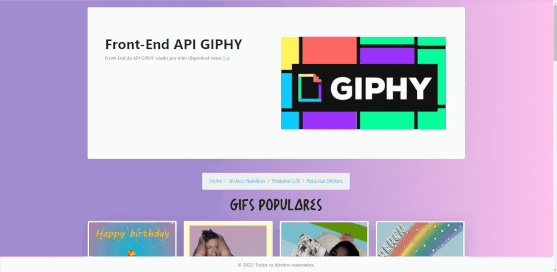 Front-End API GIPHY
Front-End da API GIPHY criado por mim disponível nesse link
GIPHY
Home / Stickers Populares / Pesquisar GIFs / Pesquisar Stickers
GIFS POPULARES
Happy birthday
© 2022. Todos os direitos reservados.